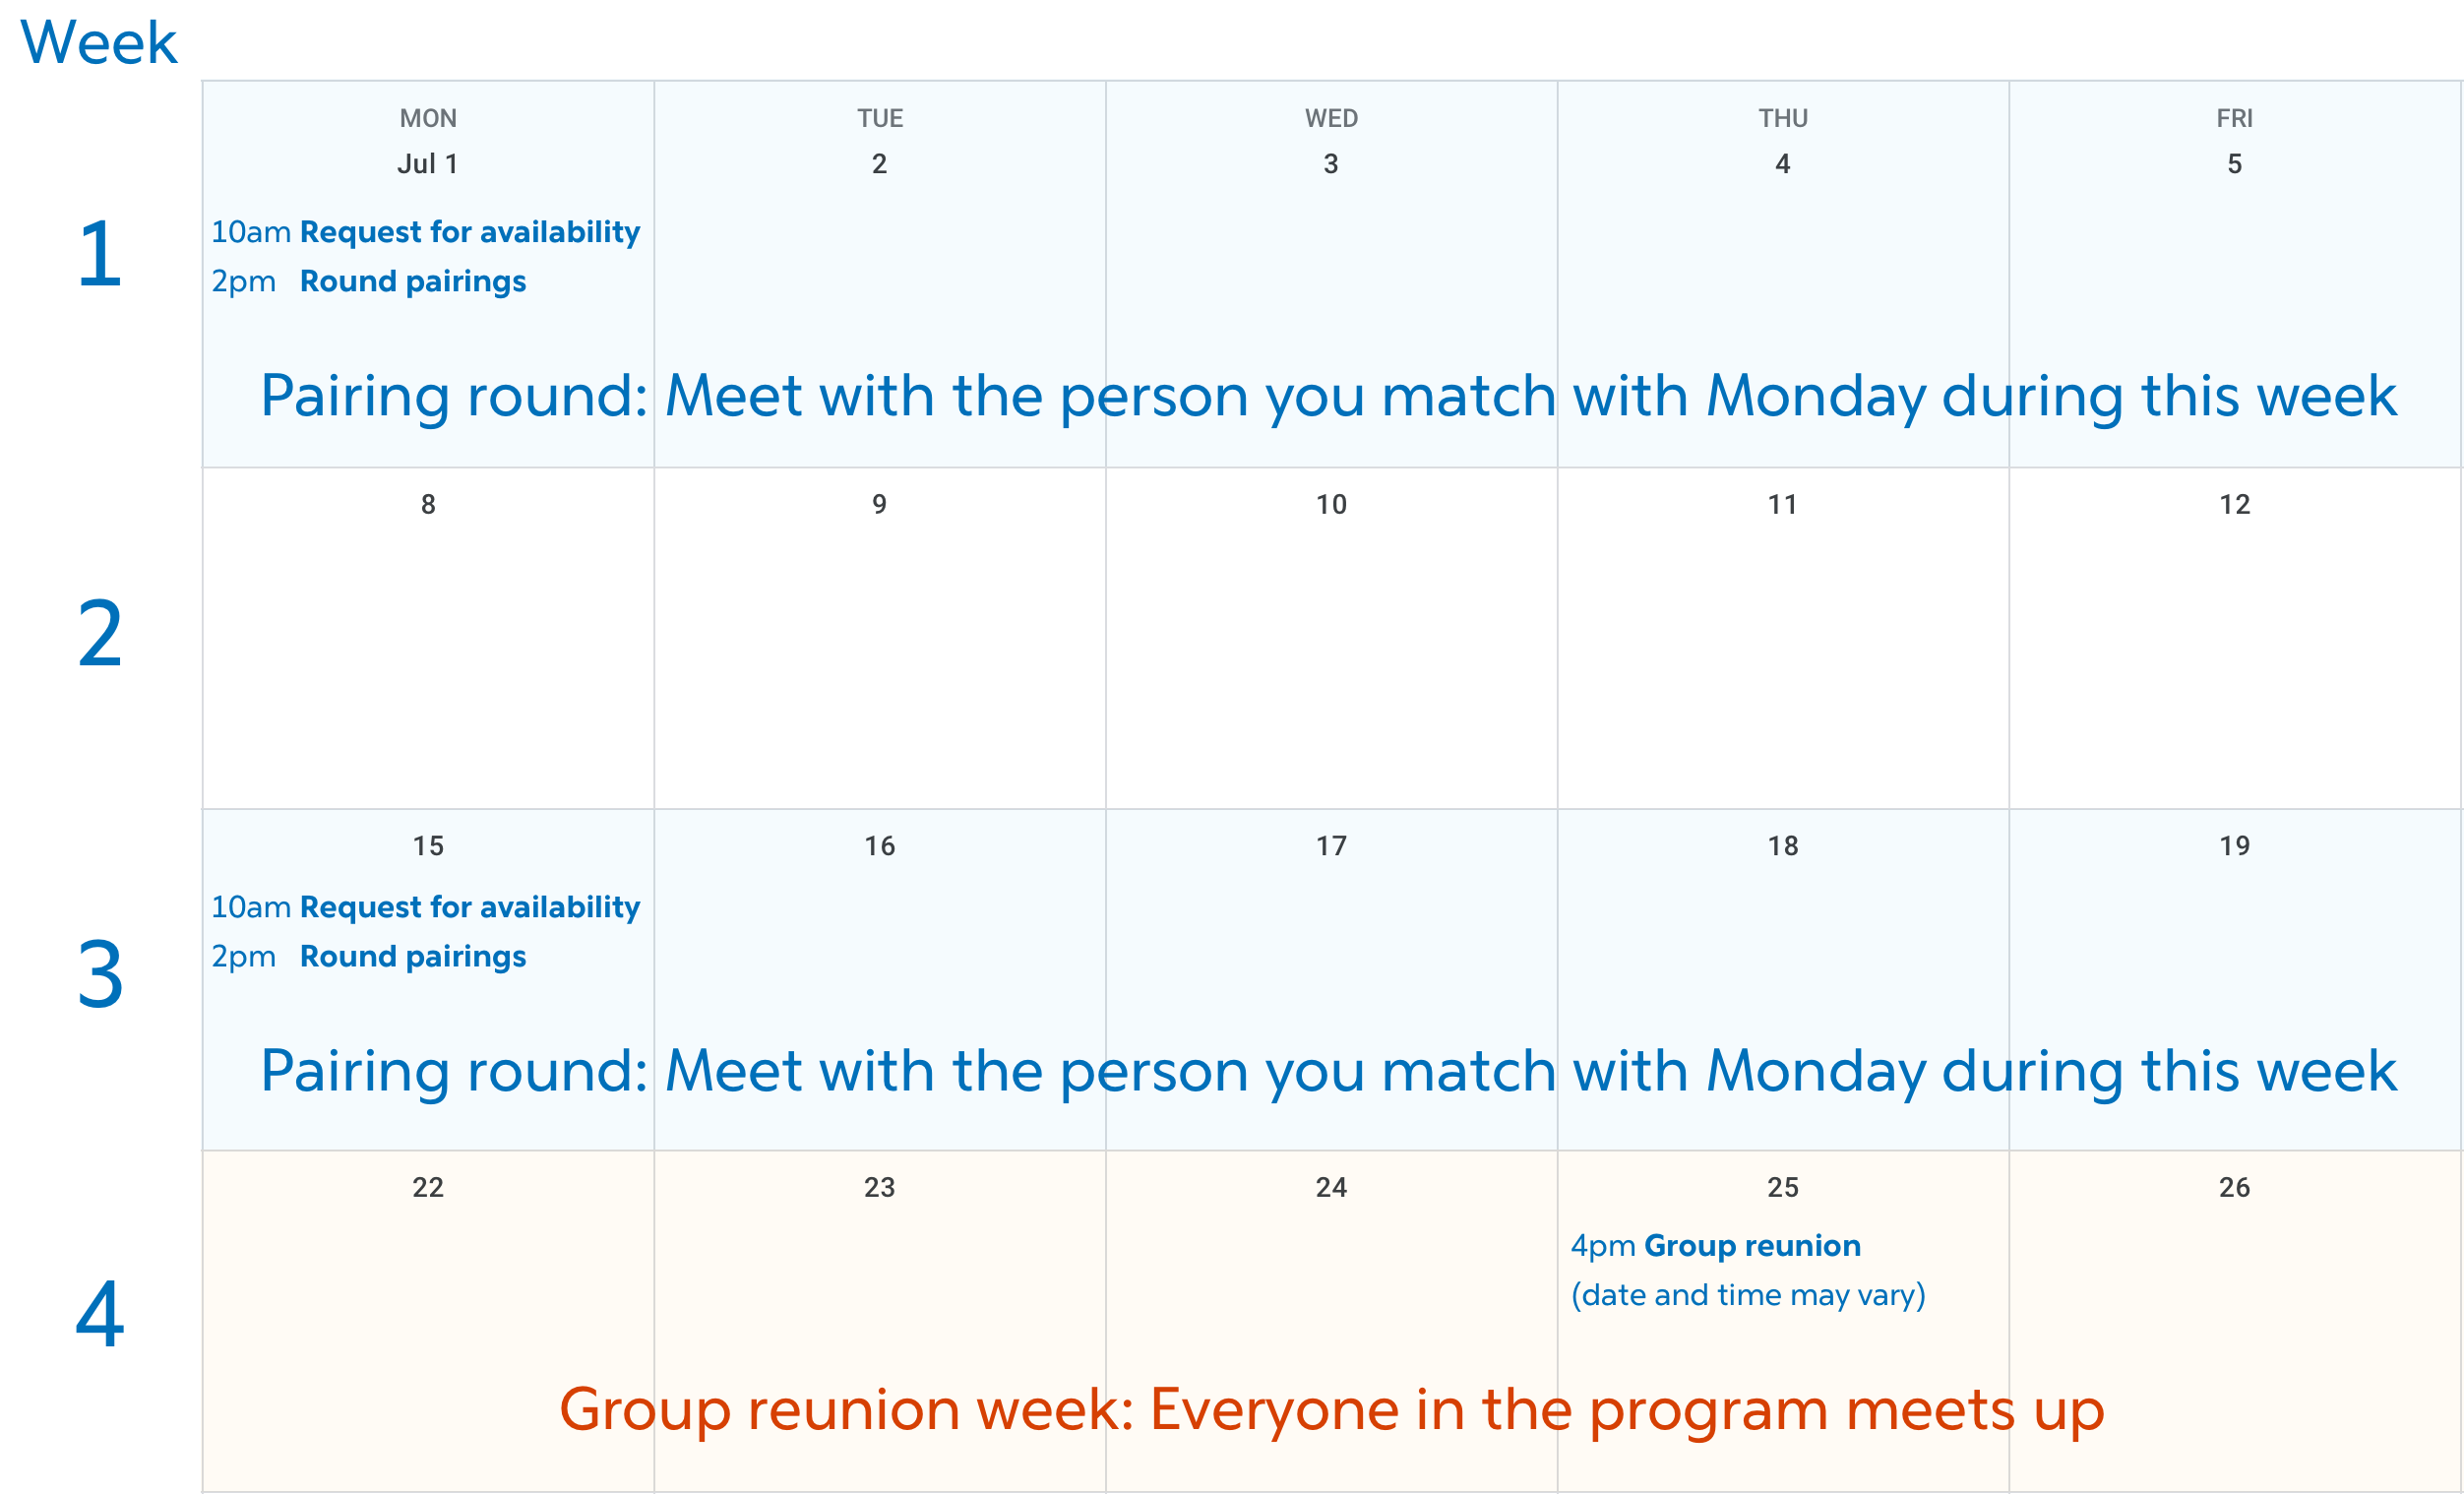 Week
MON TUE WED THU FRI
Jul 1 2 3 4 5
1
10am Request for availability
2pm Round pairings
Pairing round: Meet with the person you match with Monday during this week
8 9 10 11 12
2
15 16 17 18 19
10am Request for availability
2pm Round pairings
3
Pairing round: Meet with the person you match with Monday during this week
22 23 24 25 26
4pm Group reunion
(date and time may vary)
4
Group reunion week: Everyone in the program meets up